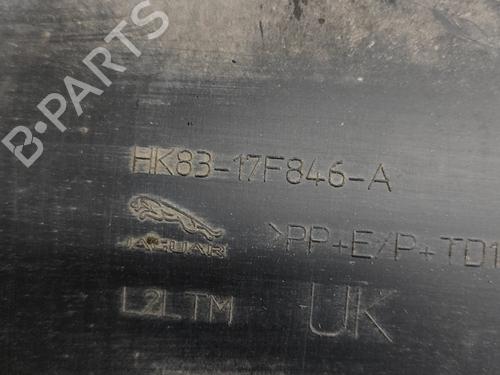 B-PARTS
HK83-17F846-A
JAGUAR
>PP+E/P+TD1
L2LTM
UK